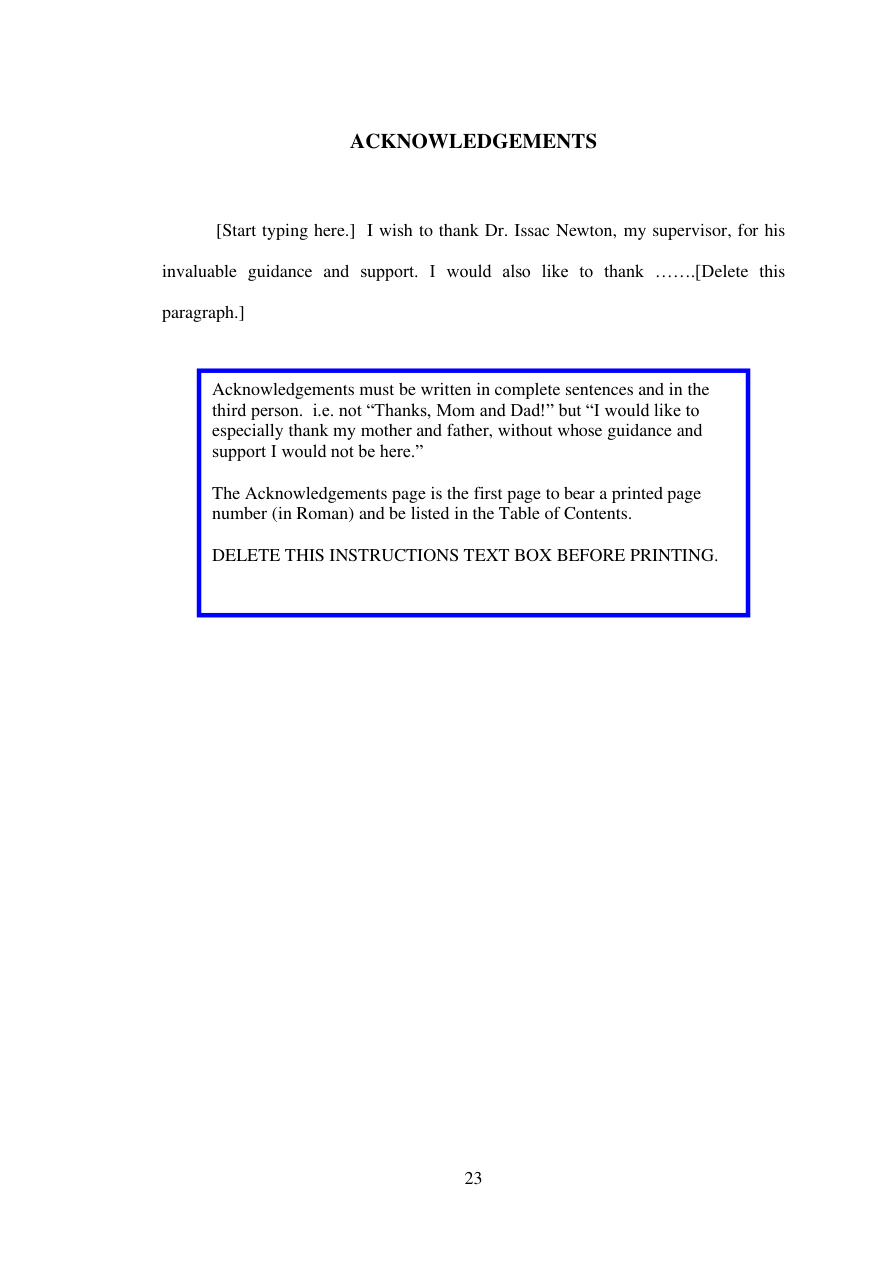 ACKNOWLEDGEMENTS
[Start typing here.]  I wish to thank Dr. Issac Newton, my supervisor, for his
invaluable guidance and support. I would also like to thank …….[Delete this
paragraph.]
Acknowledgements must be written in complete sentences and in the
third person.  i.e. not “Thanks, Mom and Dad!” but “I would like to
especially thank my mother and father, without whose guidance and
support I would not be here.”
The Acknowledgements page is the first page to bear a printed page
number (in Roman) and be listed in the Table of Contents.
DELETE THIS INSTRUCTIONS TEXT BOX BEFORE PRINTING.
23